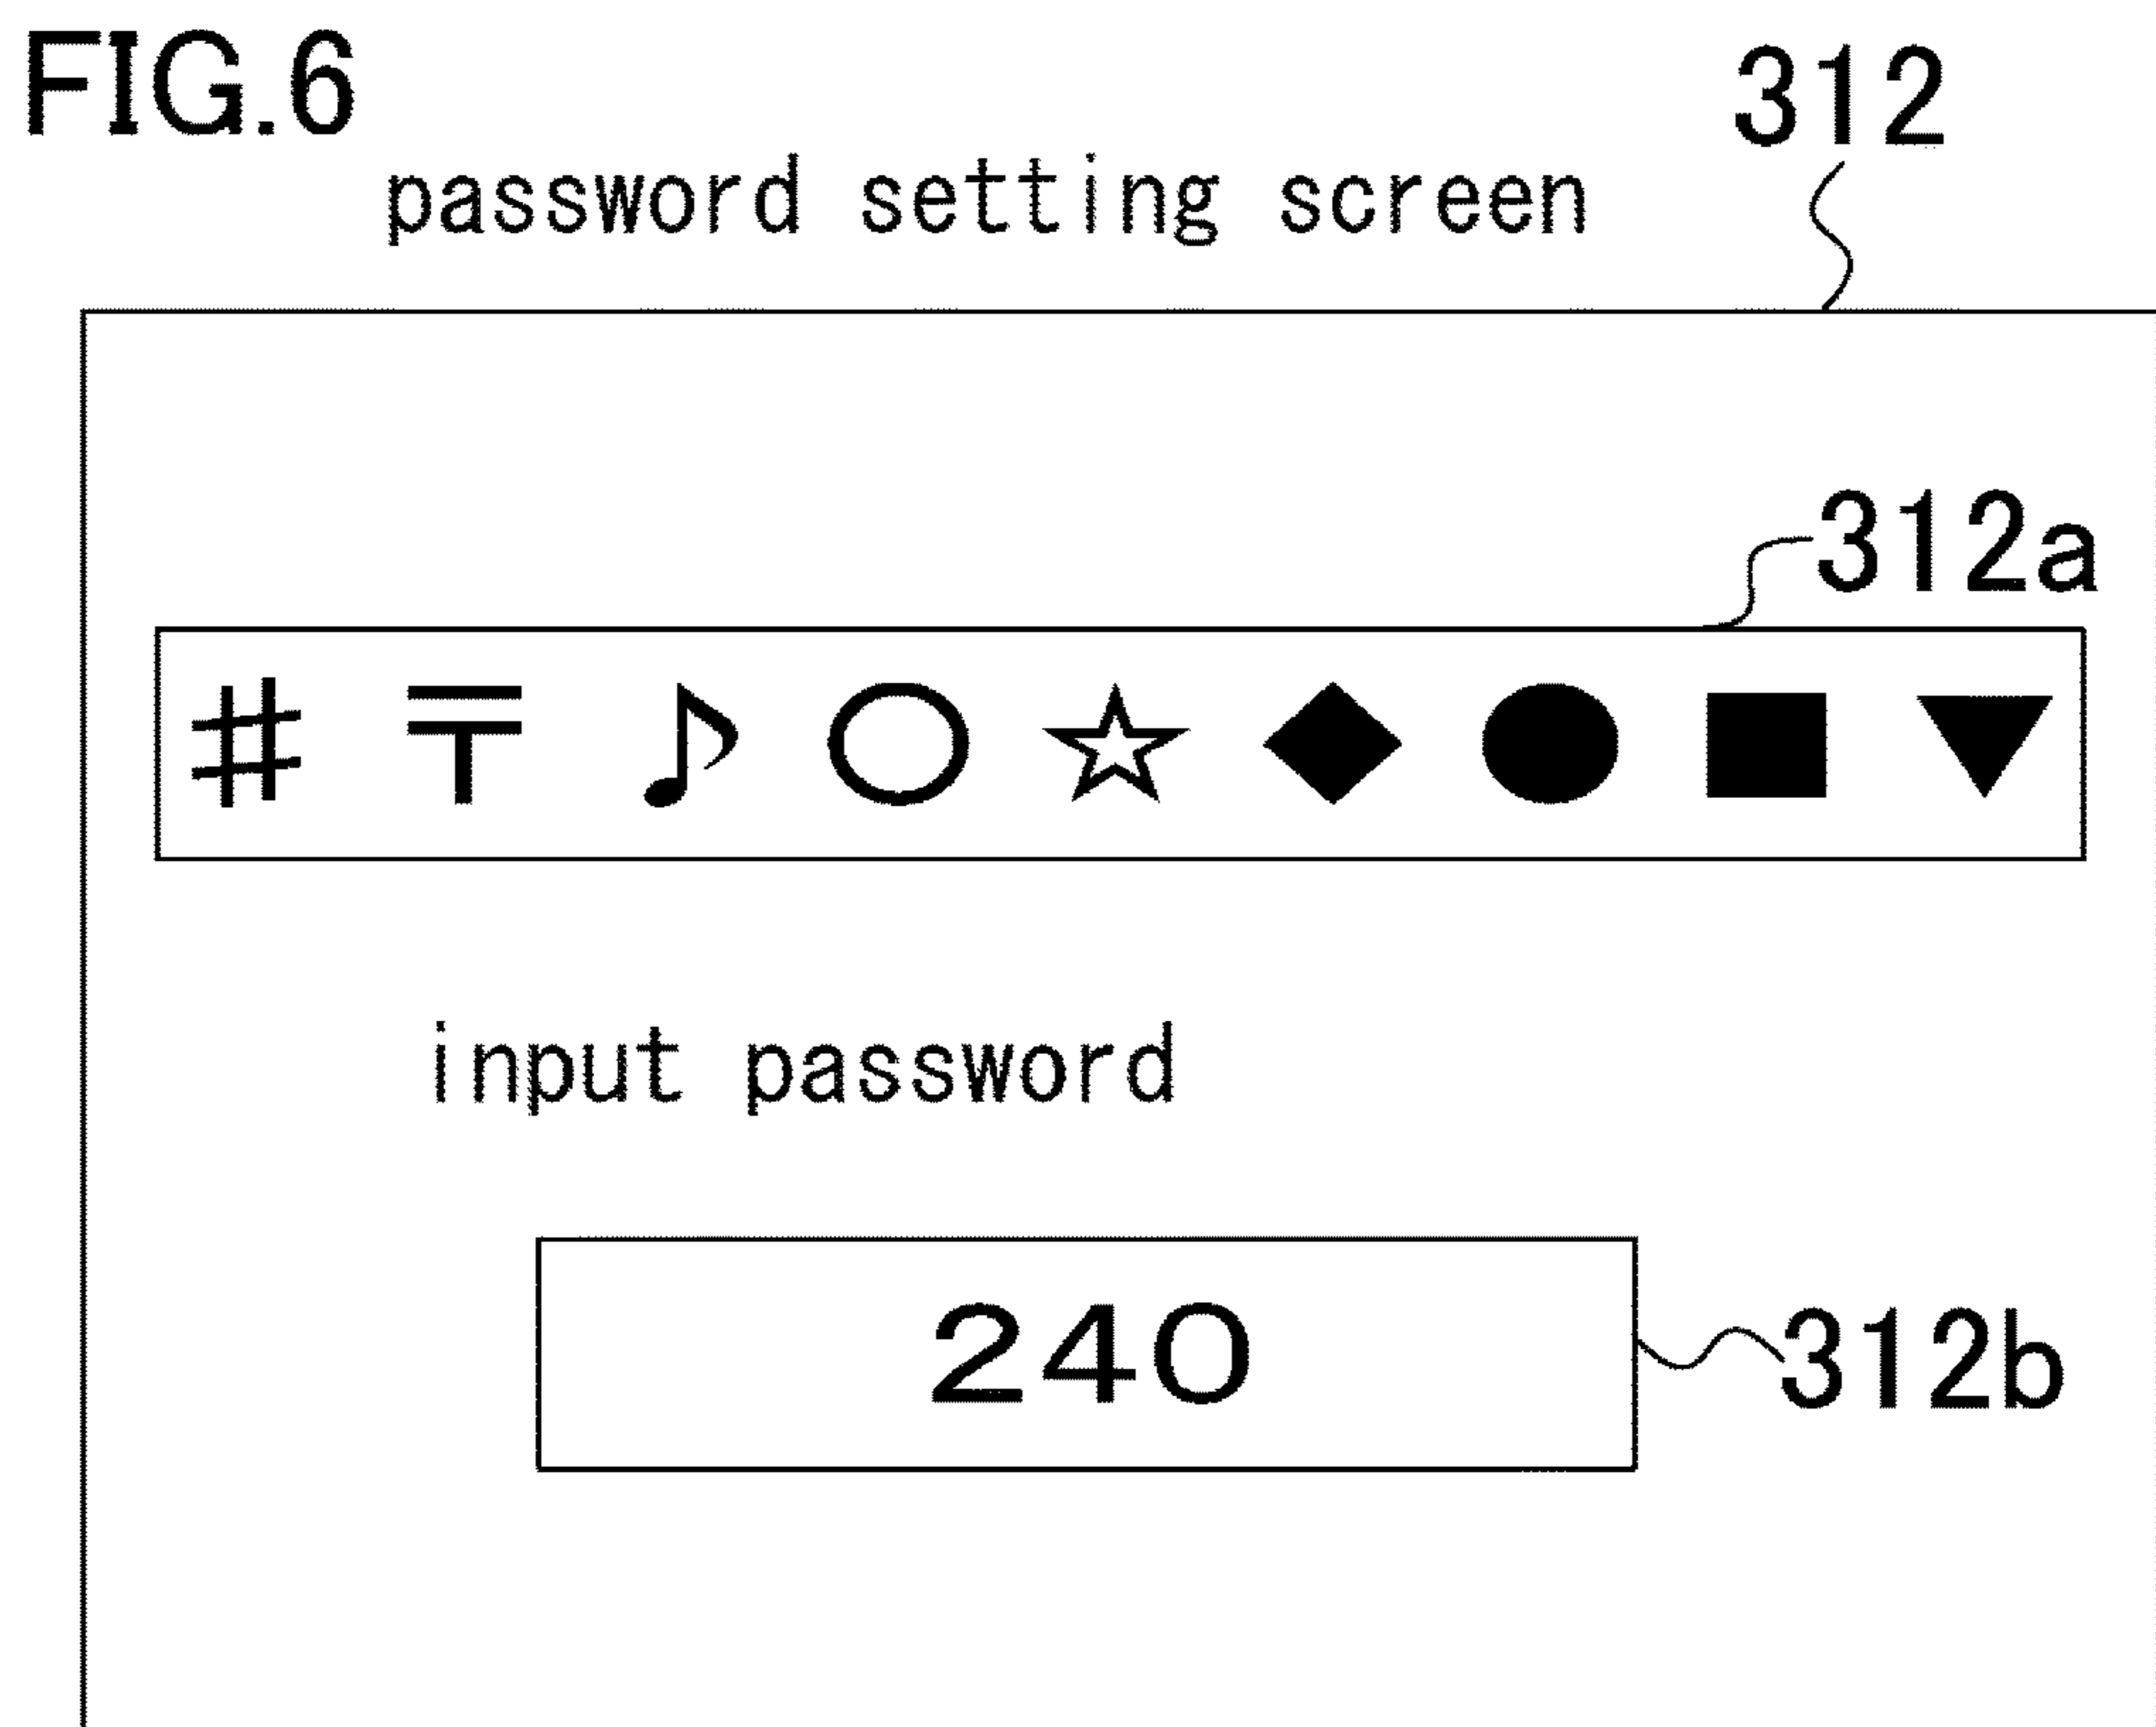 FIG.6
312
password setting screen
312a
♯ 〒 ♪ ○ ☆ ◆ ● ■ ▼
input password
240
312b